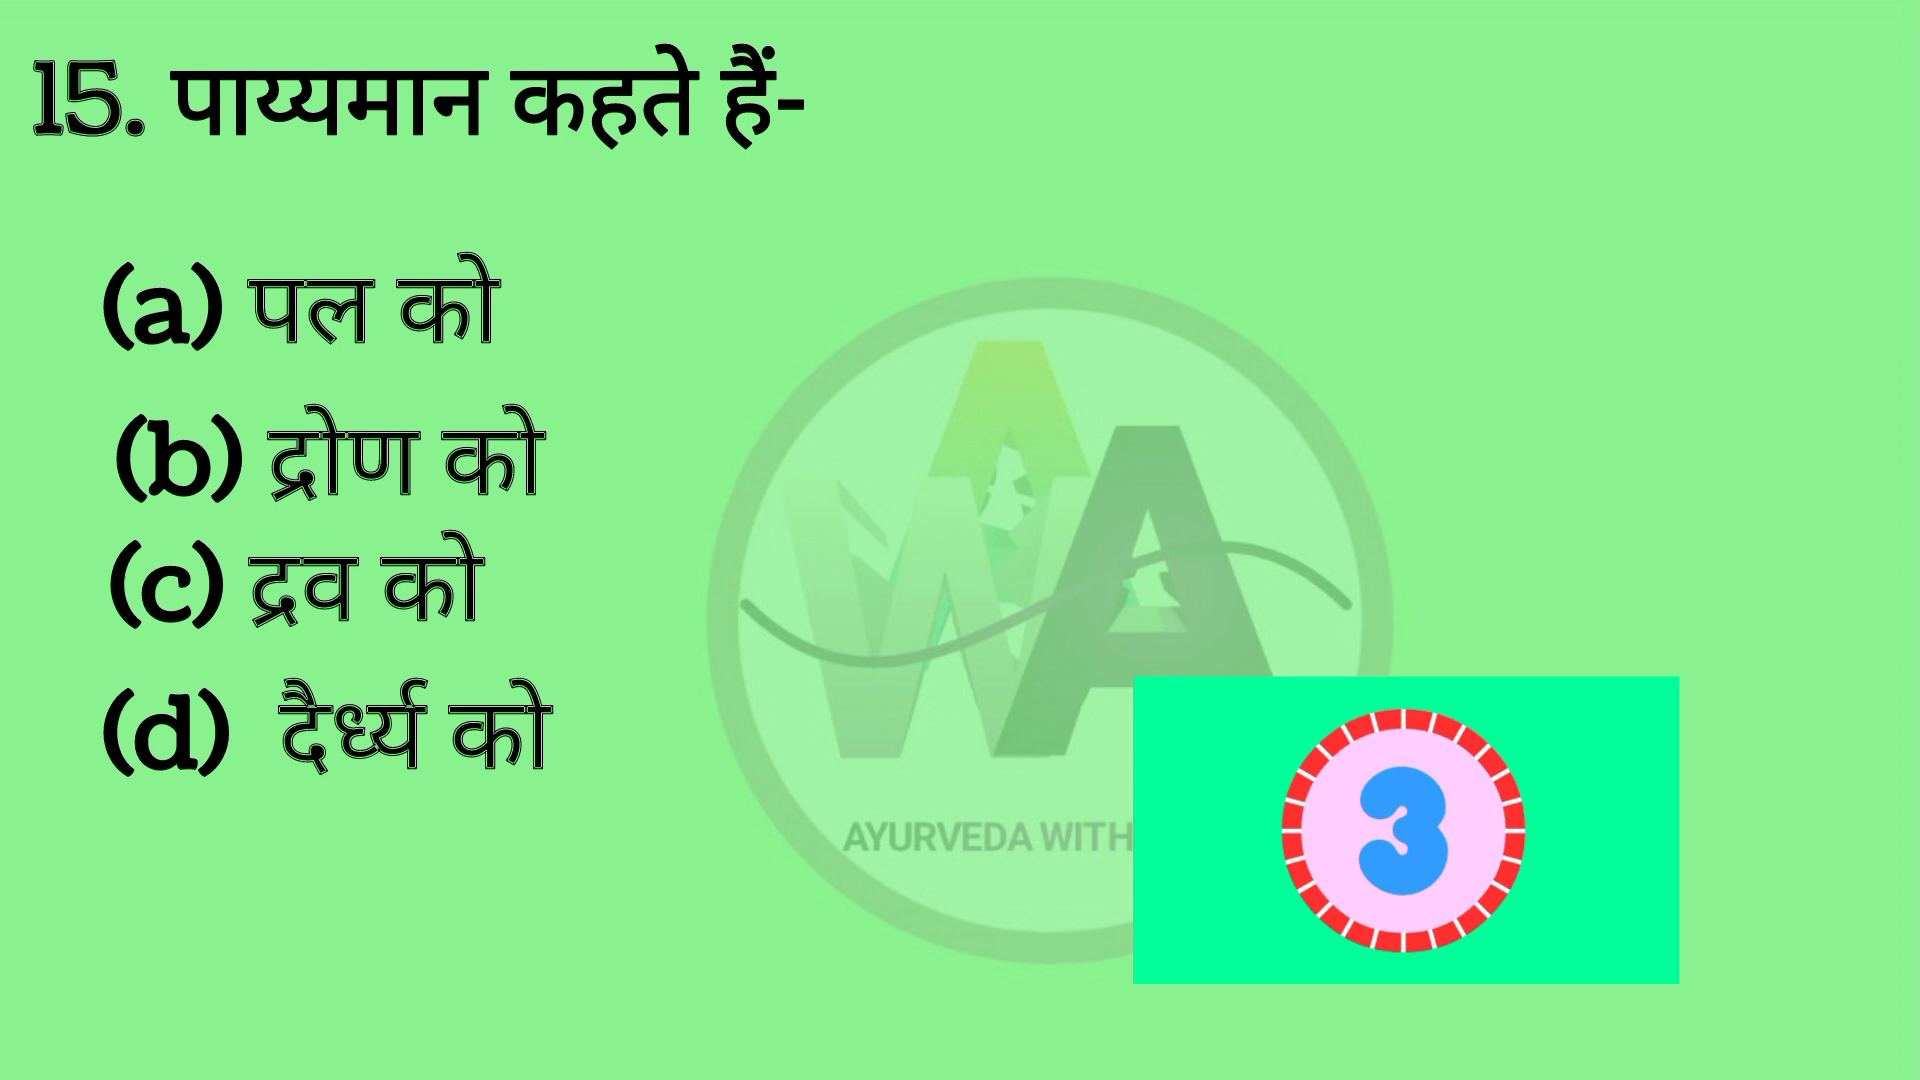 15. पाय्यमान कहते हैं-
(a) पल को
(b) द्रोण को
(c) द्रव को
(d) दैर्ध्य को
AYURVEDA WITH
3